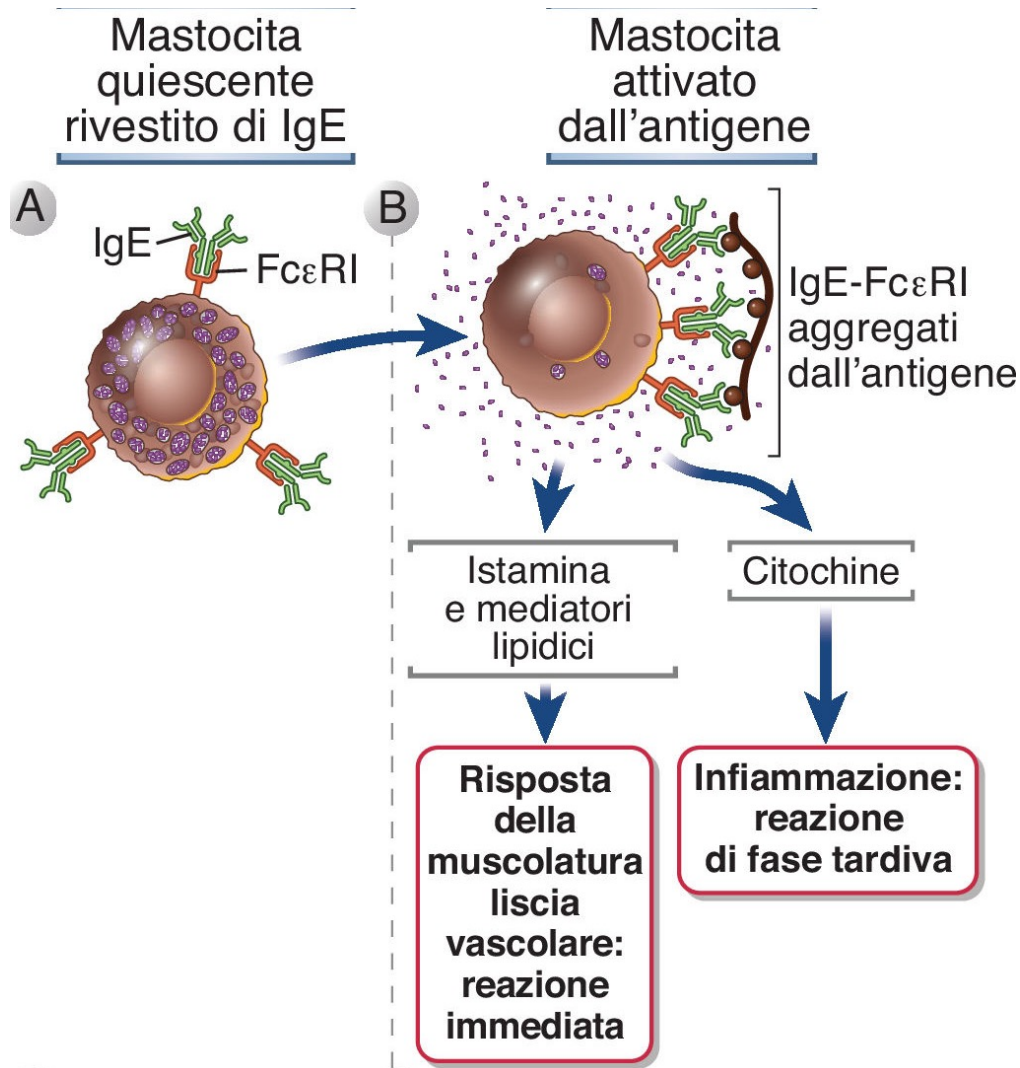 Mastocita
quiescente
rivestito di IgE
Mastocita
attivato
dall'antigene
A
IgE
FcεRI
B
IgE-FcεRI
aggregati
dall'antigene
Istamina
e mediatori
lipidici
Citochine
Risposta
della
muscolatura
liscia
vascolare:
reazione
immediata
Infiammazione:
reazione
di fase tardiva